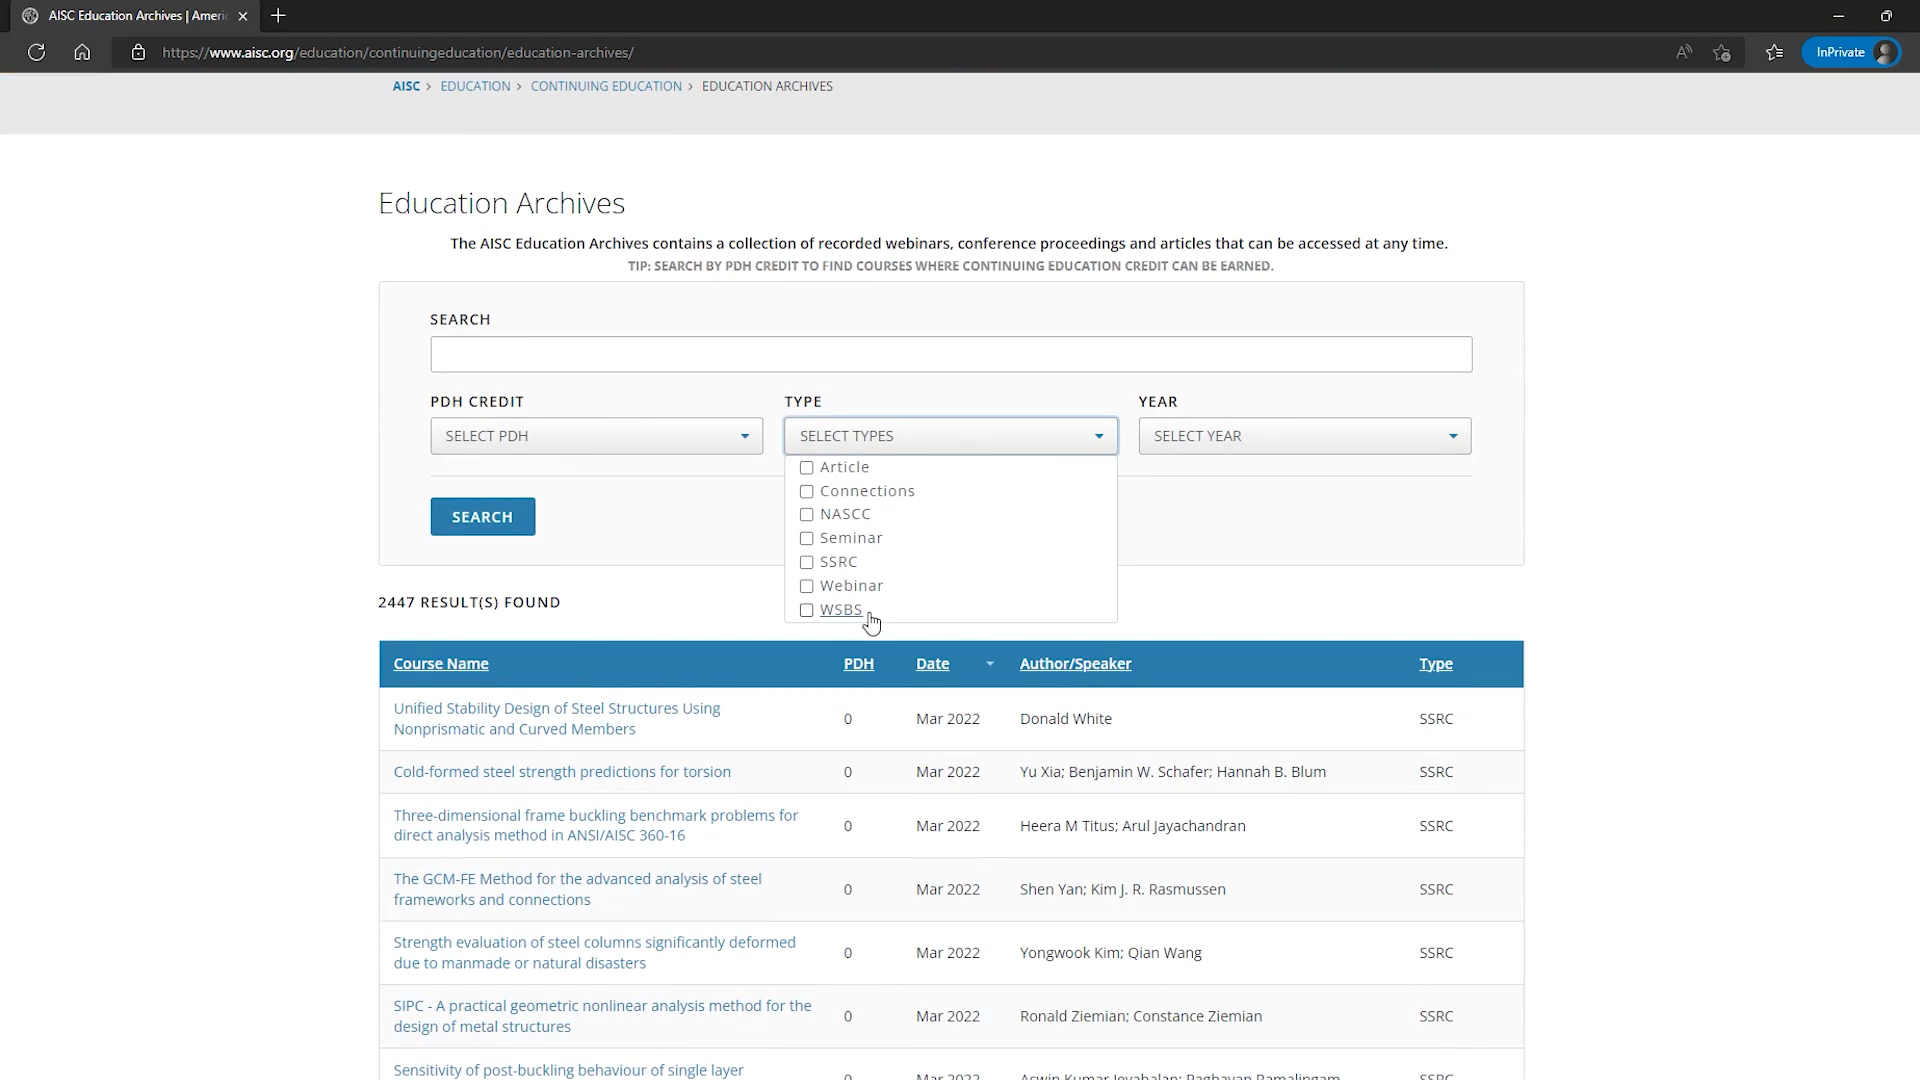 AISC Education Archives | Ameri
https://www.aisc.org/education/continuingeducation/education-archives/
InPrivate
AISC > EDUCATION > CONTINUING EDUCATION > EDUCATION ARCHIVES
Education Archives
The AISC Education Archives contains a collection of recorded webinars, conference proceedings and articles that can be accessed at any time.
TIP: SEARCH BY PDH CREDIT TO FIND COURSES WHERE CONTINUING EDUCATION CREDIT CAN BE EARNED.
SEARCH
PDH CREDIT TYPE YEAR
SELECT PDH SELECT TYPES SELECT YEAR
Article
Connections
NASCC
Seminar
SSRC
Webinar
WSBS
SEARCH
2447 RESULT(S) FOUND
Course Name PDH Date Author/Speaker Type
Unified Stability Design of Steel Structures Using
Nonprismatic and Curved Members
0 Mar 2022 Donald White SSRC
Cold-formed steel strength predictions for torsion 0 Mar 2022 Yu Xia; Benjamin W. Schafer; Hannah B. Blum SSRC
Three-dimensional frame buckling benchmark problems for
direct analysis method in ANSI/AISC 360-16
0 Mar 2022 Heera M Titus; Arul Jayachandran SSRC
The GCM-FE Method for the advanced analysis of steel
frameworks and connections
0 Mar 2022 Shen Yan; Kim J. R. Rasmussen SSRC
Strength evaluation of steel columns significantly deformed
due to manmade or natural disasters
0 Mar 2022 Yongwook Kim; Qian Wang SSRC
SIPC - A practical geometric nonlinear analysis method for the
design of metal structures
0 Mar 2022 Ronald Ziemian; Constance Ziemian SSRC
Sensitivity of post-buckling behaviour of single layer
0 Mar 2022 Aswin Kumar Jeyabalan; Raghavan Ramalingam SSRC